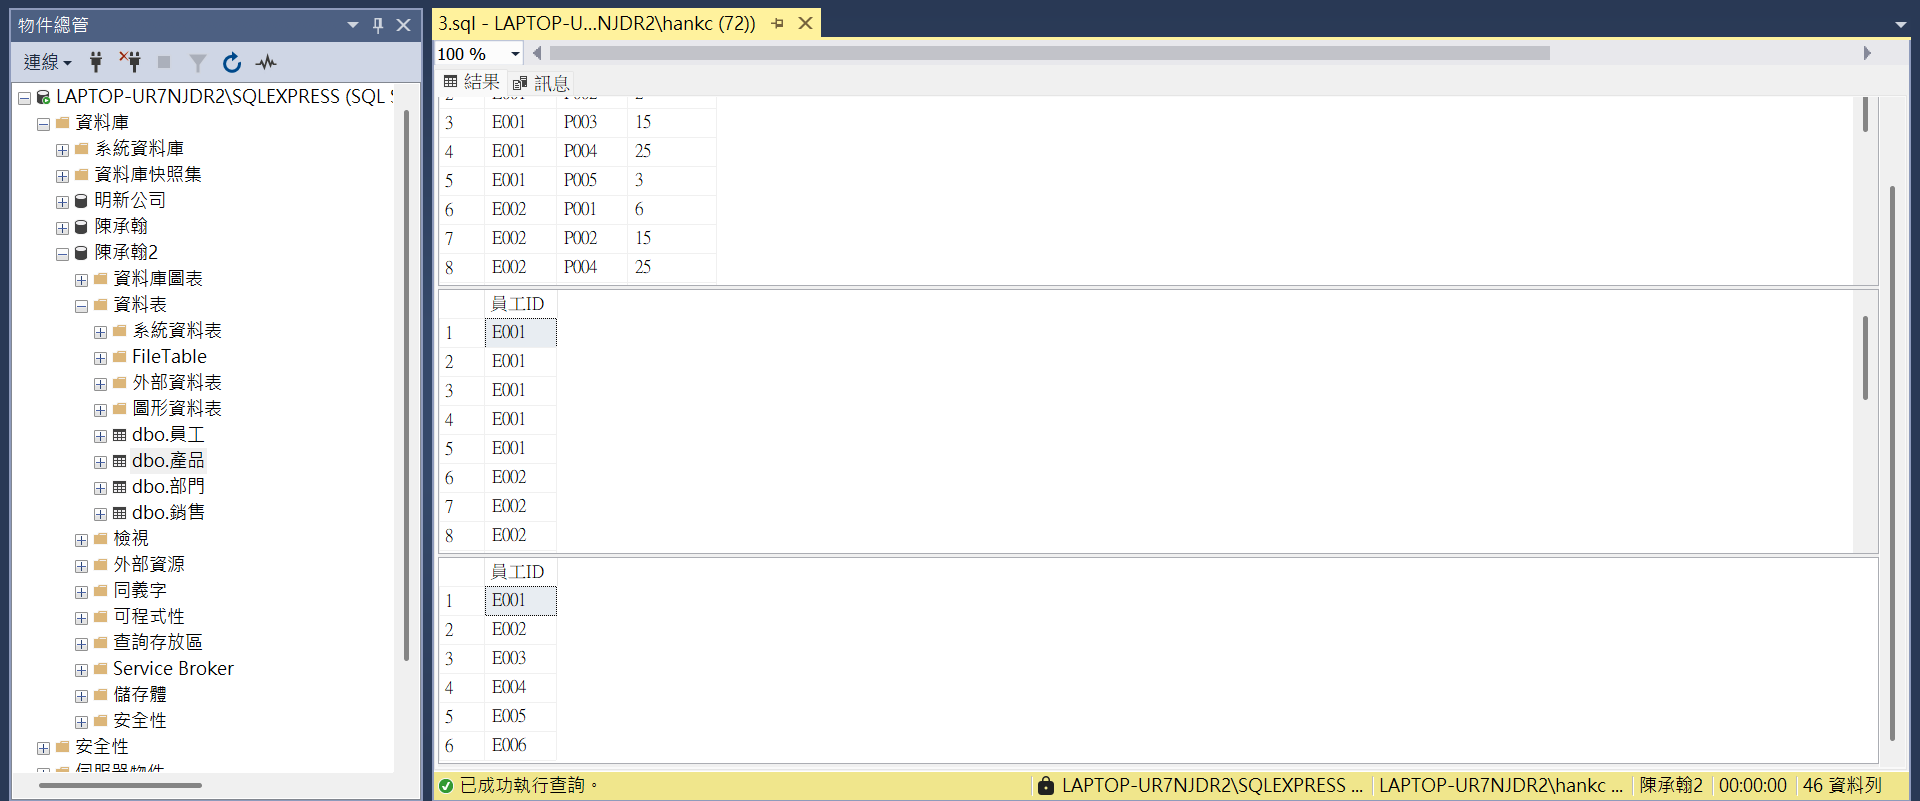 物件總管
連線
LAPTOP-UR7NJDR2\SQLEXPRESS (SQL S
資料庫
系統資料庫
資料庫快照集
明新公司
陳承翰
陳承翰2
資料庫圖表
資料表
系統資料表
FileTable
外部資料表
圖形資料表
dbo.員工
dbo.產品
dbo.部門
dbo.銷售
檢視
外部資源
同義字
可程式性
查詢存放區
Service Broker
儲存體
安全性
安全性
伺服器物件
3.sql - LAPTOP-U...NJDR2\hankc (72))
100 %
結果 訊息
2 E001 P002 2
3 E001 P003 15
4 E001 P004 25
5 E001 P005 3
6 E002 P001 6
7 E002 P002 15
8 E002 P004 25
員工ID
1 E001
2 E001
3 E001
4 E001
5 E001
6 E002
7 E002
8 E002
員工ID
1 E001
2 E002
3 E003
4 E004
5 E005
6 E006
已成功執行查詢。 LAPTOP-UR7NJDR2\SQLEXPRESS ... LAPTOP-UR7NJDR2\hankc ... 陳承翰2 00:00:00 46 資料列